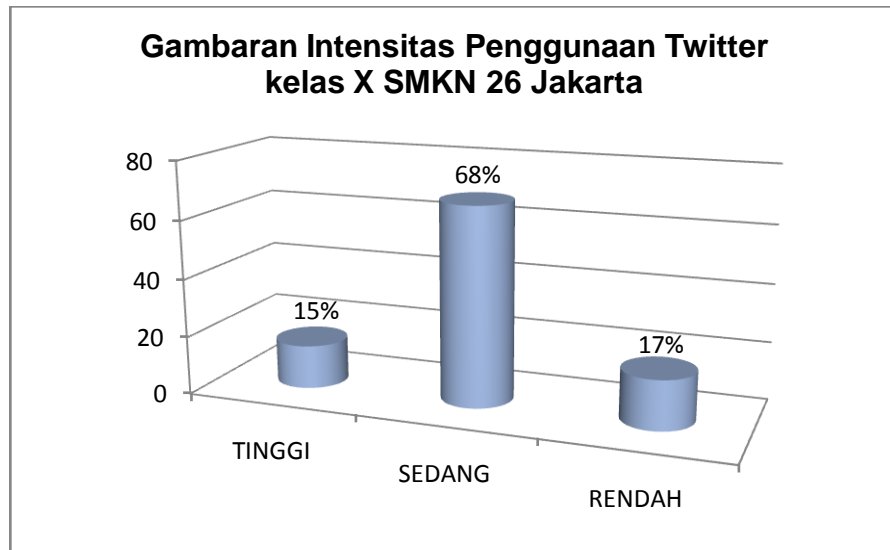 Gambaran Intensitas Penggunaan Twitter
kelas X SMKN 26 Jakarta
80
60
40
20
0
15%
68%
17%
TINGGI
SEDANG
RENDAH